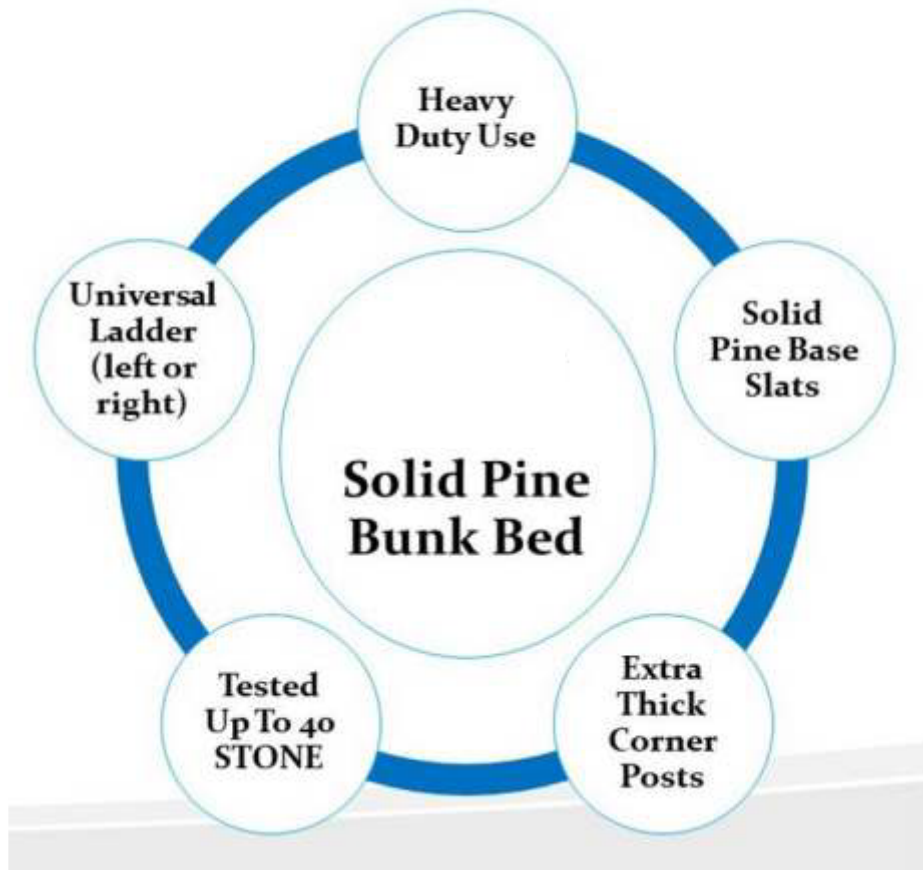 Heavy
Duty Use
Universal
Ladder
(left or
right)
Solid
Pine Base
Slats
Solid Pine
Bunk Bed
Tested
Up To 40
STONE
Extra
Thick
Corner
Posts